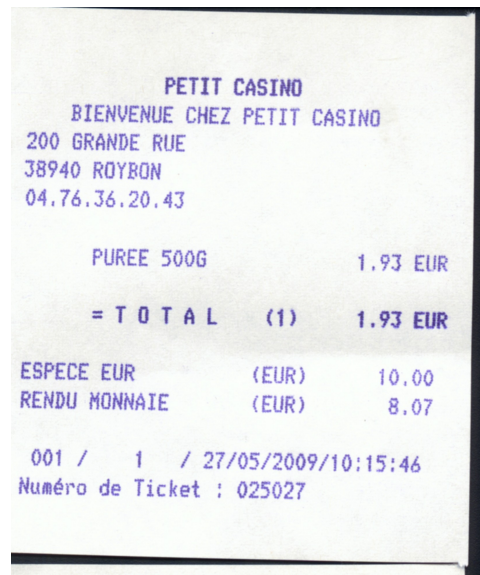 PETIT CASINO
BIENVENUE CHEZ PETIT CASINO
200 GRANDE RUE
38940 ROYBON
04.76.36.20.43
PUREE 500G 1.93 EUR
= T O T A L (1) 1.93 EUR
ESPECE EUR (EUR) 10.00
RENDU MONNAIE (EUR) 8.07
001 / 1 / 27/05/2009/10:15:46
Numéro de Ticket : 025027